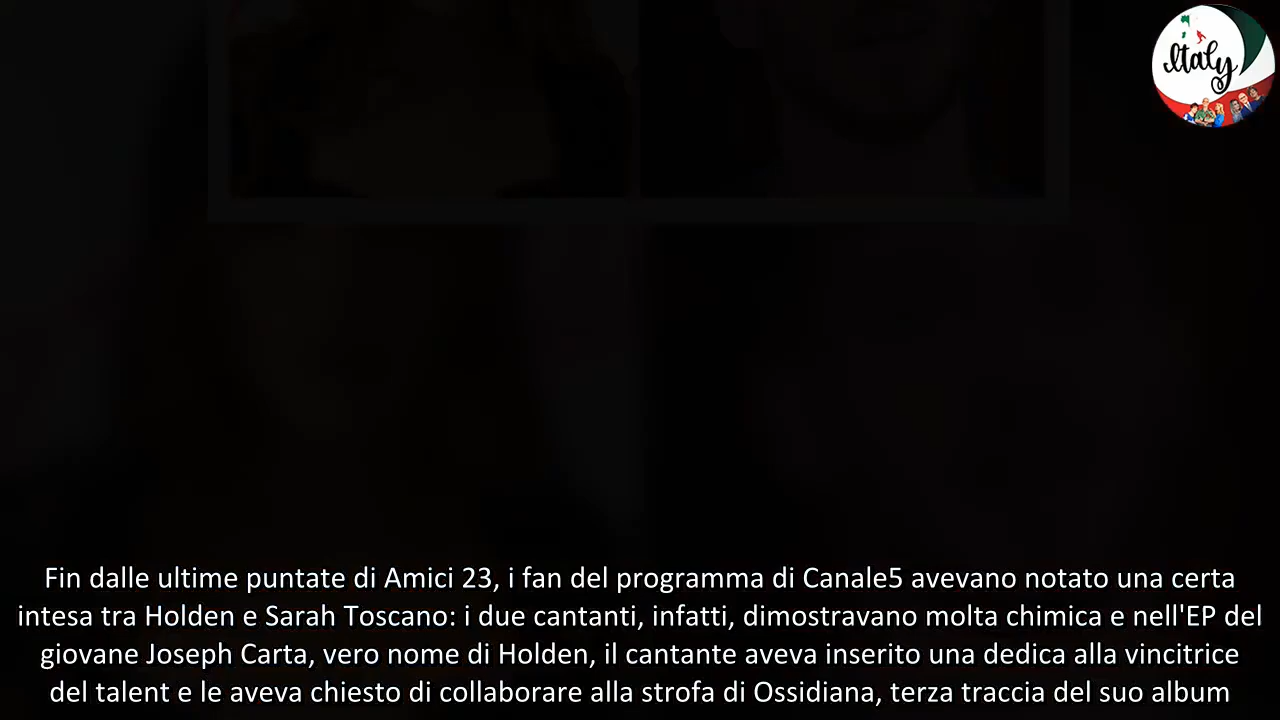 Italy
Fin dalle ultime puntate di Amici 23, i fan del programma di Canale5 avevano notato una certa
intesa tra Holden e Sarah Toscano: i due cantanti, infatti, dimostravano molta chimica e nell'EP del
giovane Joseph Carta, vero nome di Holden, il cantante aveva inserito una dedica alla vincitrice
del talent e le aveva chiesto di collaborare alla strofa di Ossidiana, terza traccia del suo album